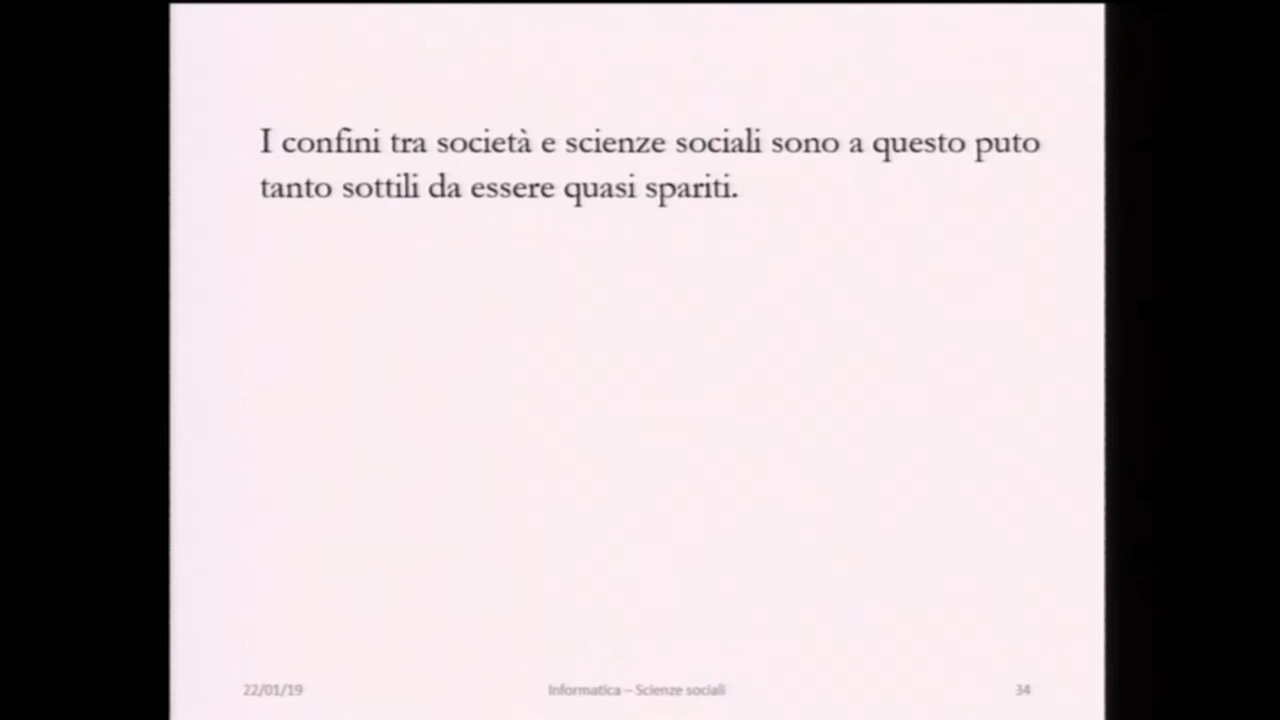 I confini tra società e scienze sociali sono a questo puto
tanto sottili da essere quasi spariti.
22/01/19 Informatica – Scienze sociali 34